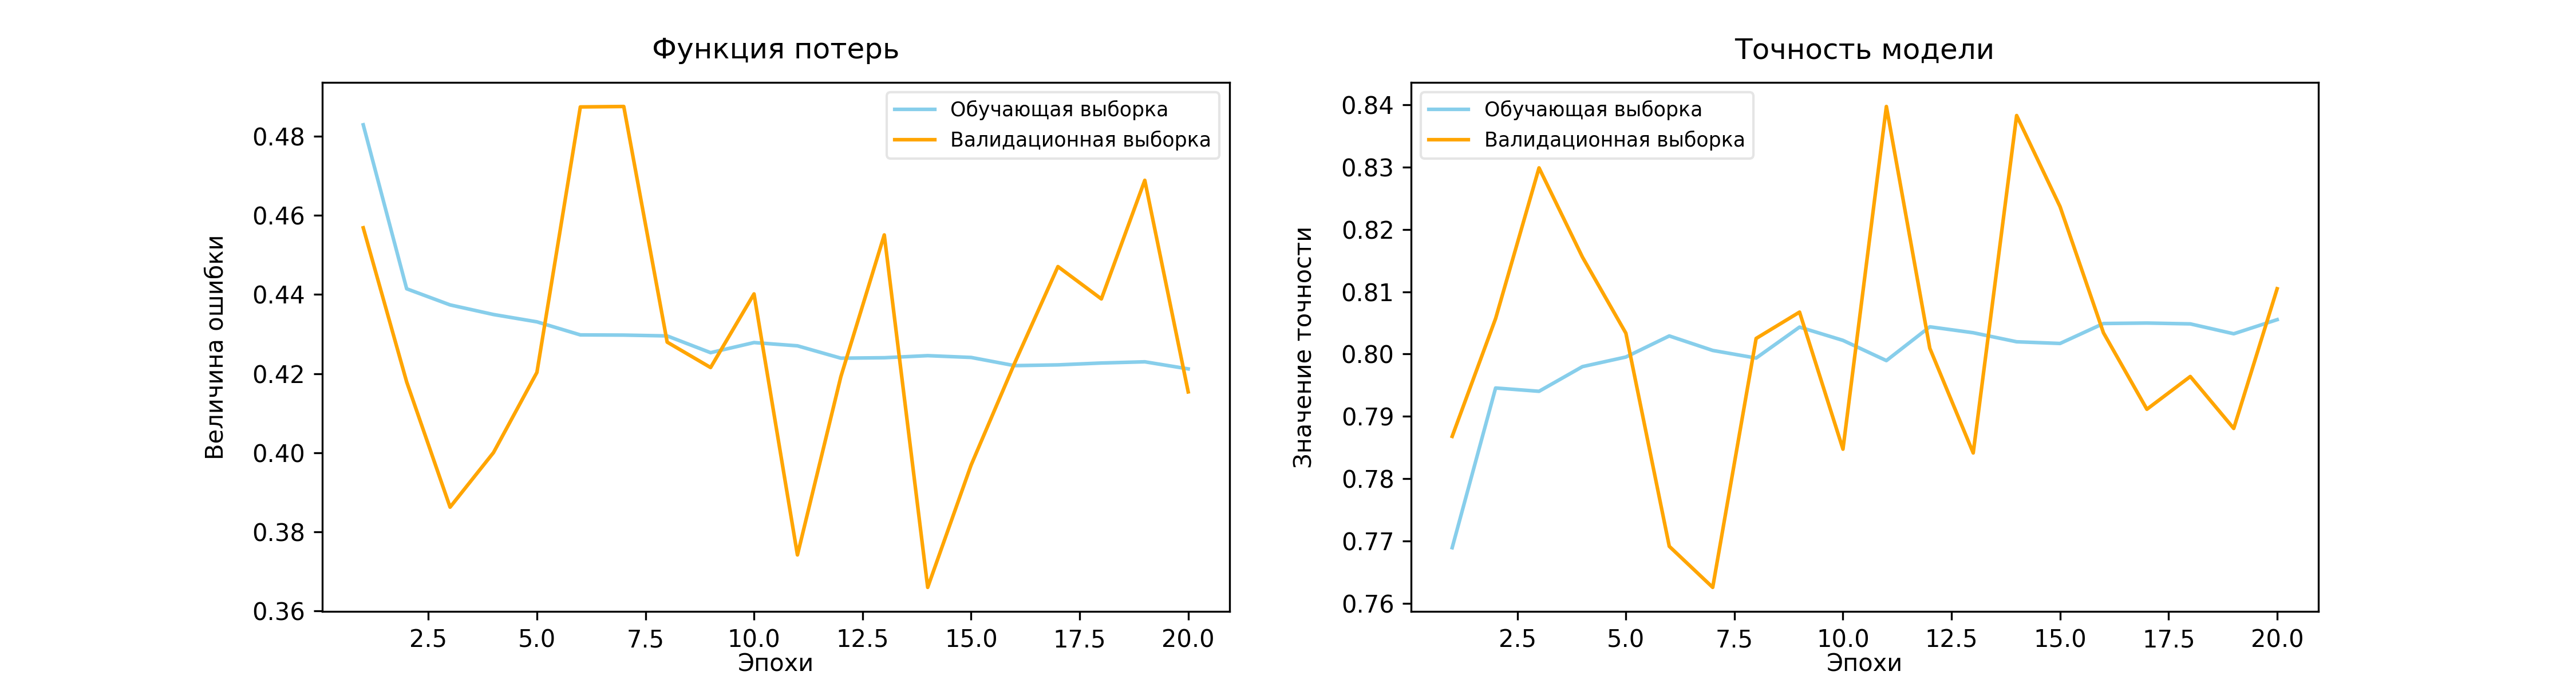 Функция потерь
Обучающая выборка
Валидационная выборка
Величина ошибки
0.48
0.46
0.44
0.42
0.40
0.38
0.36
2.5 5.0 7.5 10.0 12.5 15.0 17.5 20.0
Эпохи
Точность модели
Обучающая выборка
Валидационная выборка
Значение точности
0.84
0.83
0.82
0.81
0.80
0.79
0.78
0.77
0.76
2.5 5.0 7.5 10.0 12.5 15.0 17.5 20.0
Эпохи